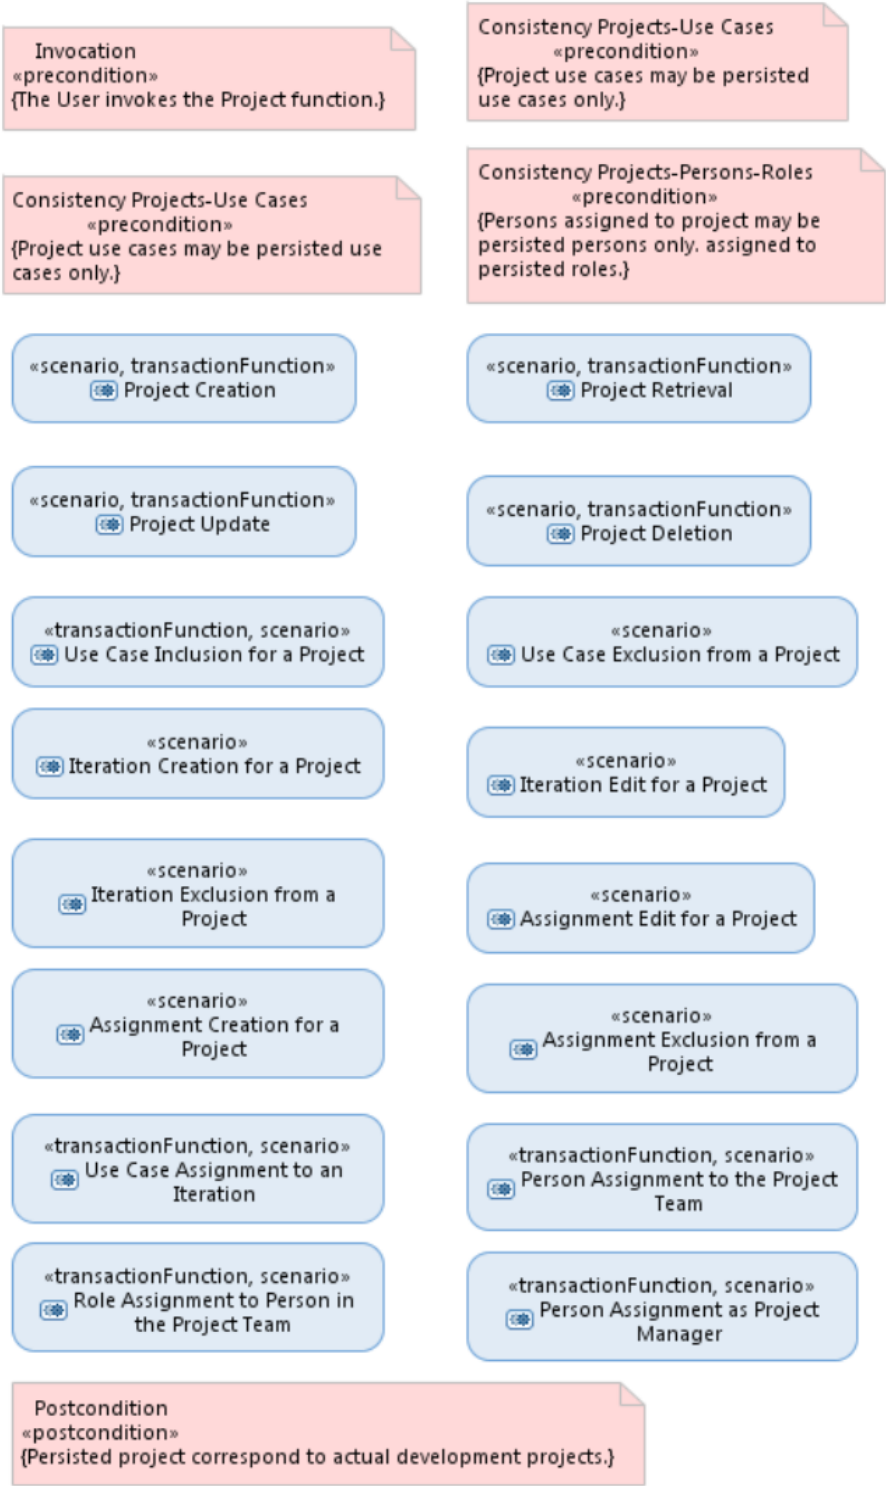 Invocation
«precondition»
{The User invokes the Project function.}
Consistency Projects-Use Cases
«precondition»
{Project use cases may be persisted
use cases only.}
Consistency Projects-Use Cases
«precondition»
{Project use cases may be persisted use
cases only.}
Consistency Projects-Persons-Roles
«precondition»
{Persons assigned to project may be
persisted persons only. assigned to
persisted roles.}
«scenario, transactionFunction»
Project Creation
«scenario, transactionFunction»
Project Retrieval
«scenario, transactionFunction»
Project Update
«scenario, transactionFunction»
Project Deletion
«transactionFunction, scenario»
Use Case Inclusion for a Project
«scenario»
Use Case Exclusion from a Project
«scenario»
Iteration Creation for a Project
«scenario»
Iteration Edit for a Project
«scenario»
Iteration Exclusion from a
Project
«scenario»
Assignment Edit for a Project
«scenario»
Assignment Creation for a
Project
«scenario»
Assignment Exclusion from a
Project
«transactionFunction, scenario»
Use Case Assignment to an
Iteration
«transactionFunction, scenario»
Person Assignment to the Project
Team
«transactionFunction, scenario»
Role Assignment to Person in
the Project Team
«transactionFunction, scenario»
Person Assignment as Project
Manager
Postcondition
«postcondition»
{Persisted project correspond to actual development projects.}